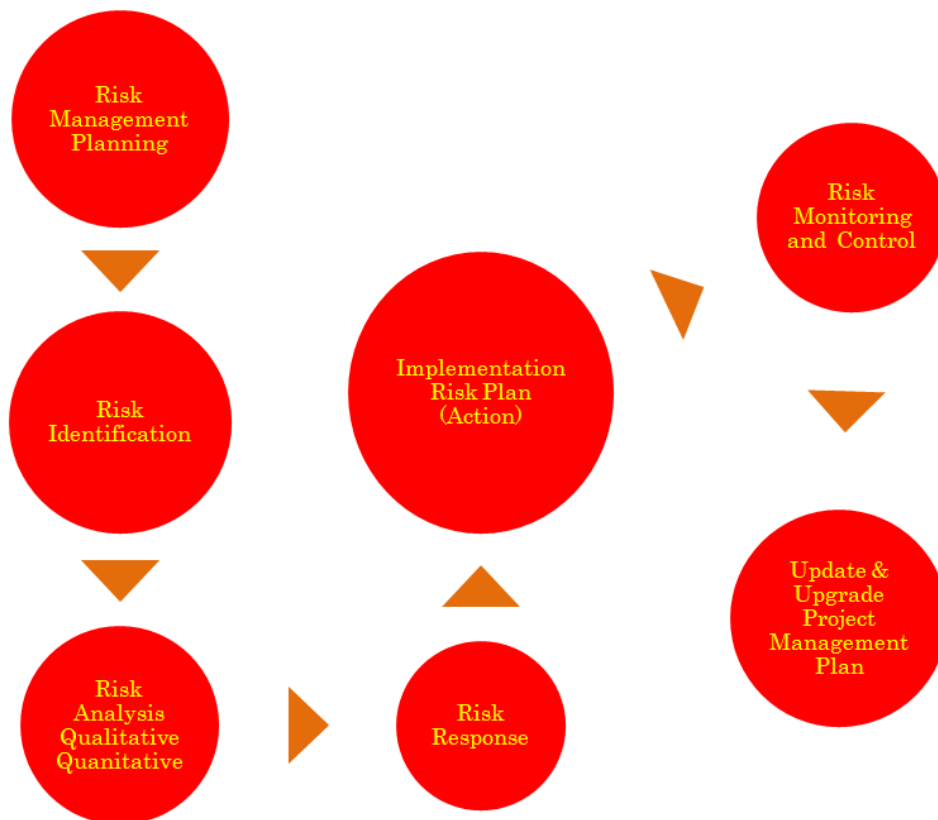 Risk
Management
Planning
Risk
Identification
Risk
Analysis
Qualitative
Quanitative
Risk
Response
Implementation
Risk Plan
(Action)
Risk
Monitoring
and Control
Update &
Upgrade
Project
Management
Plan